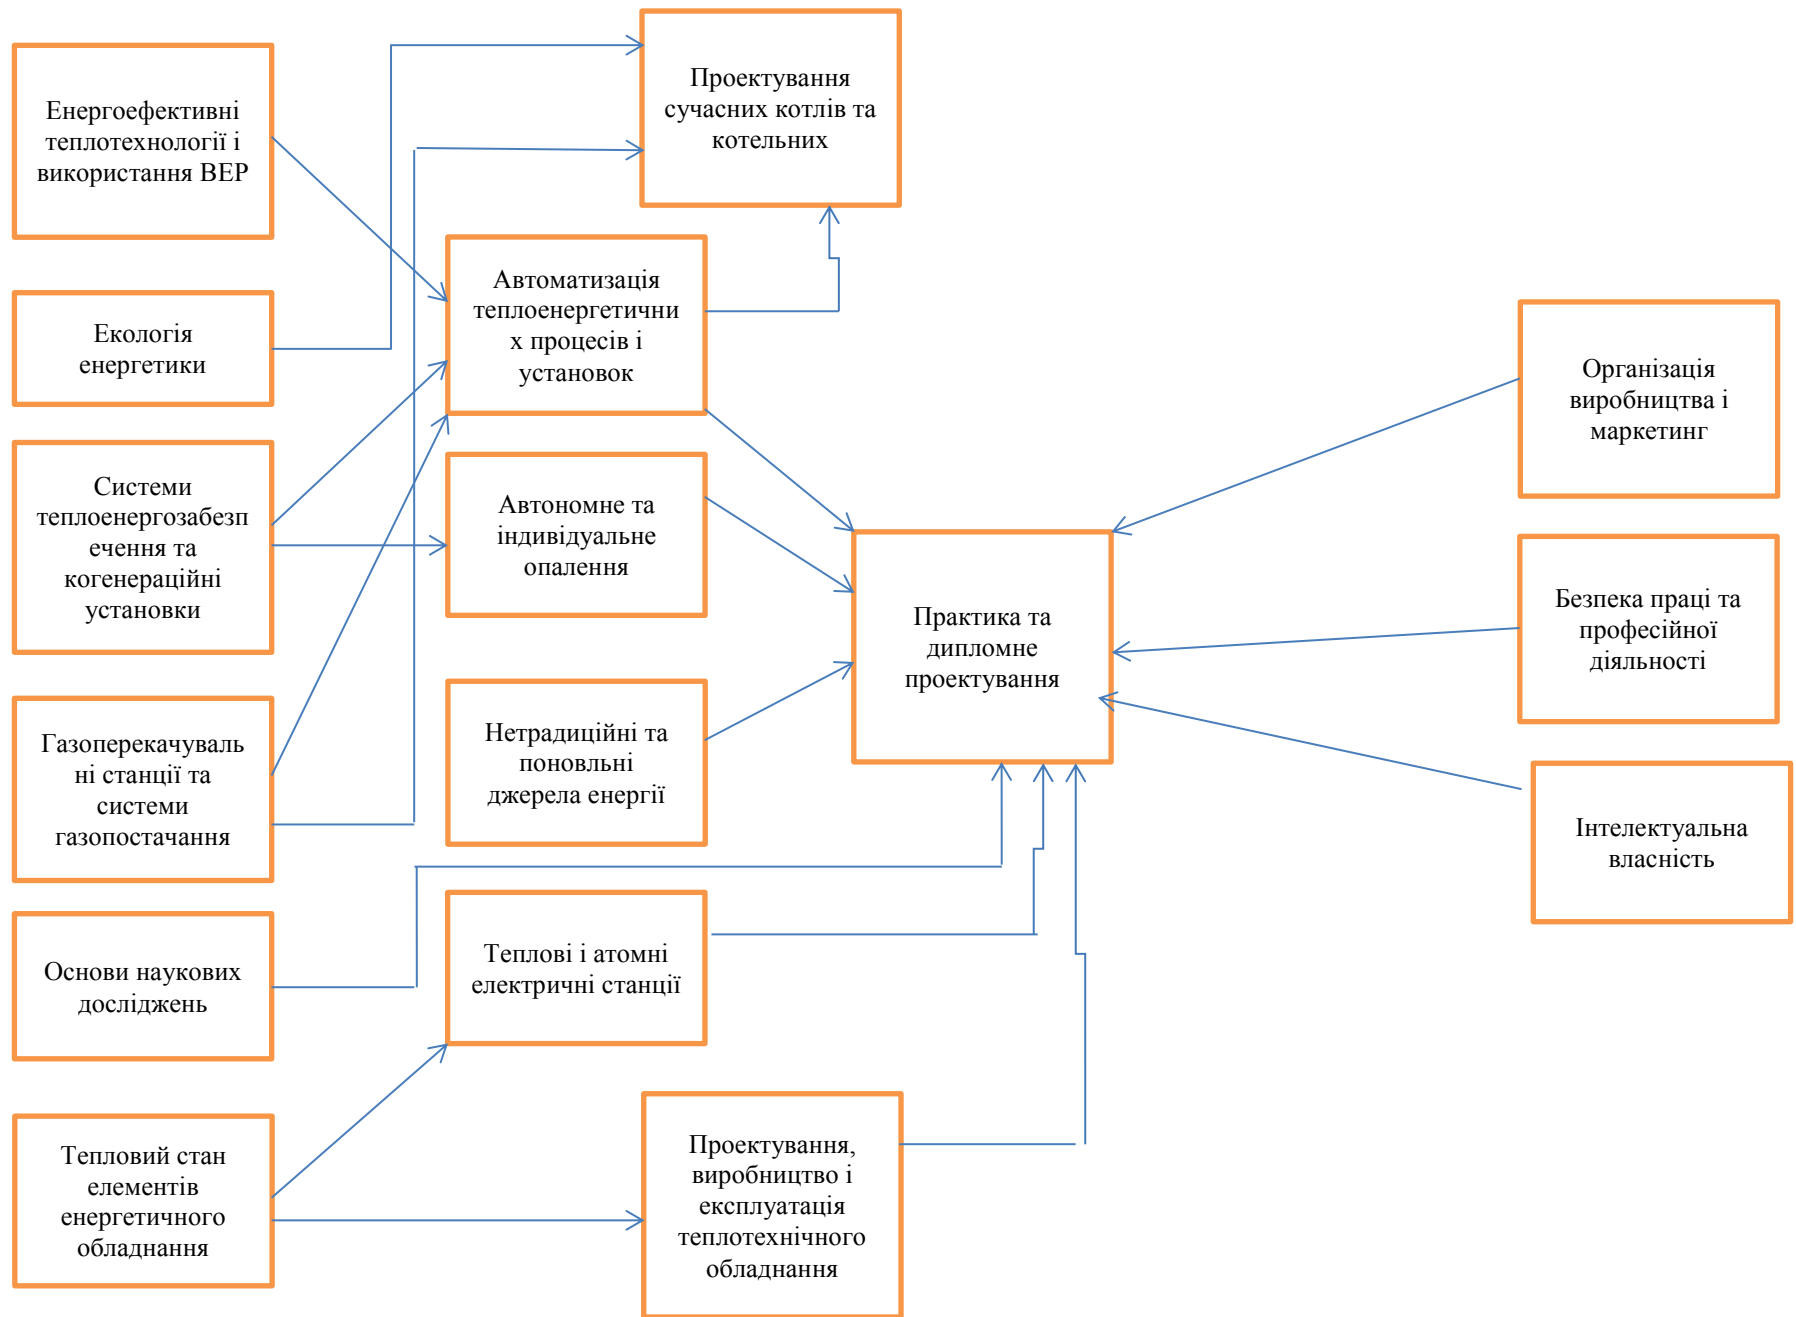 Енергоефективні
теплотехнології і
використання ВЕР
Екологія
енергетики
Системи
теплоенергозабезп
ечення та
когенераційні
установки
Газоперекачуваль
ні станції та
системи
газопостачання
Основи наукових
досліджень
Тепловий стан
елементів
енергетичного
обладнання
Проектування
сучасних котлів та
котельних
Автоматизація
теплоенергетични
х процесів і
установок
Автономне та
індивідуальне
опалення
Нетрадиційні та
поновльні
джерела енергії
Теплові і атомні
електричні станції
Проектування,
виробництво і
експлуатація
теплотехнічного
обладнання
Практика та
дипломне
проектування
Організація
виробництва і
маркетинг
Безпека праці та
професійної
діяльності
Інтелектуальна
власність